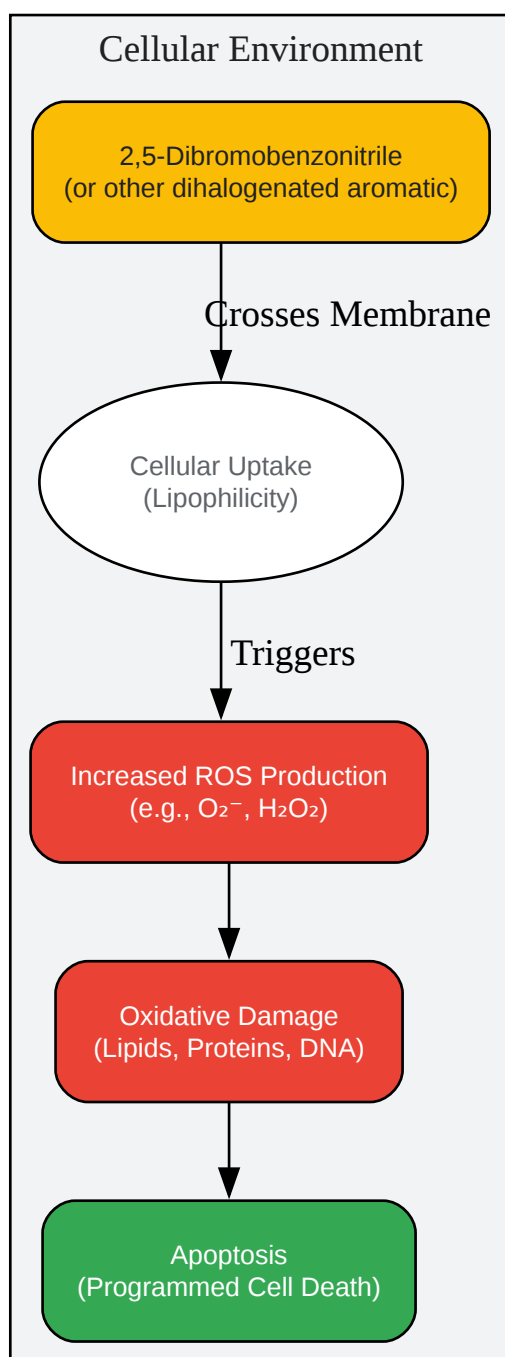 Cellular Environment
2,5-Dibromobenzonitrile
(or other dihalogenated aromatic)
Crosses Membrane
Cellular Uptake
(Lipophilicity)
Triggers
Increased ROS Production
(e.g., O₂⁻, H₂O₂)
Oxidative Damage
(Lipids, Proteins, DNA)
Apoptosis
(Programmed Cell Death)